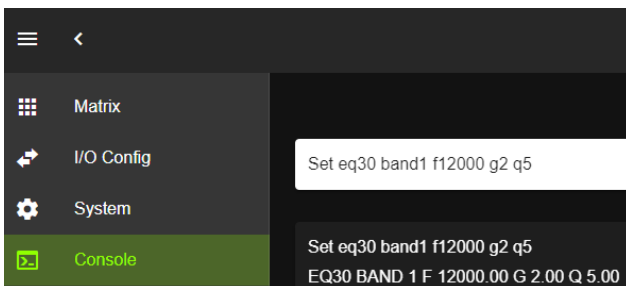 Matrix
I/O Config
Set eq30 band1 f12000 g2 q5
System
Set eq30 band1 f12000 g2 q5
Console
EQ30 BAND 1 F 12000.00 G 2.00 Q 5.00